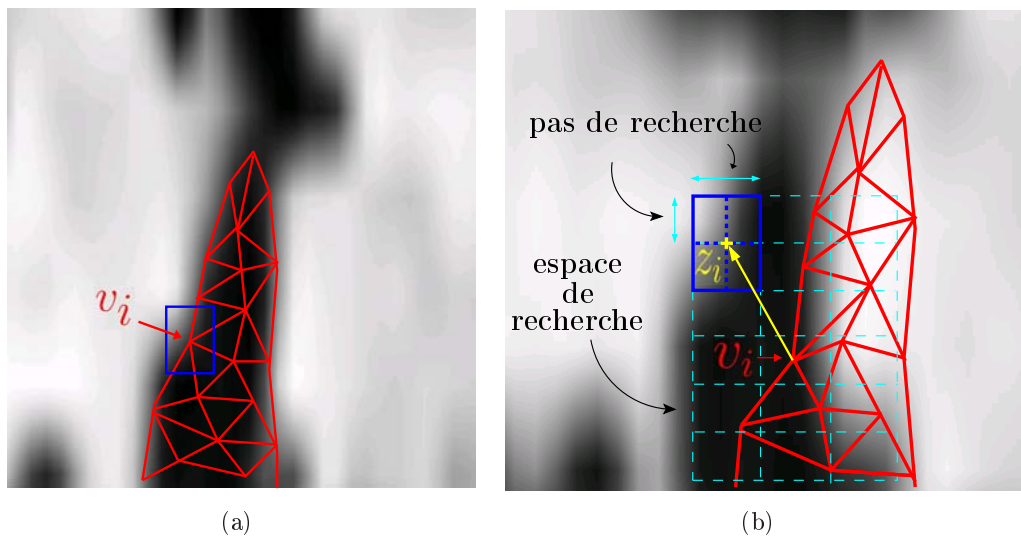 v_i
pas de recherche
z_i
espace
de
recherche
v_i
(a)
(b)